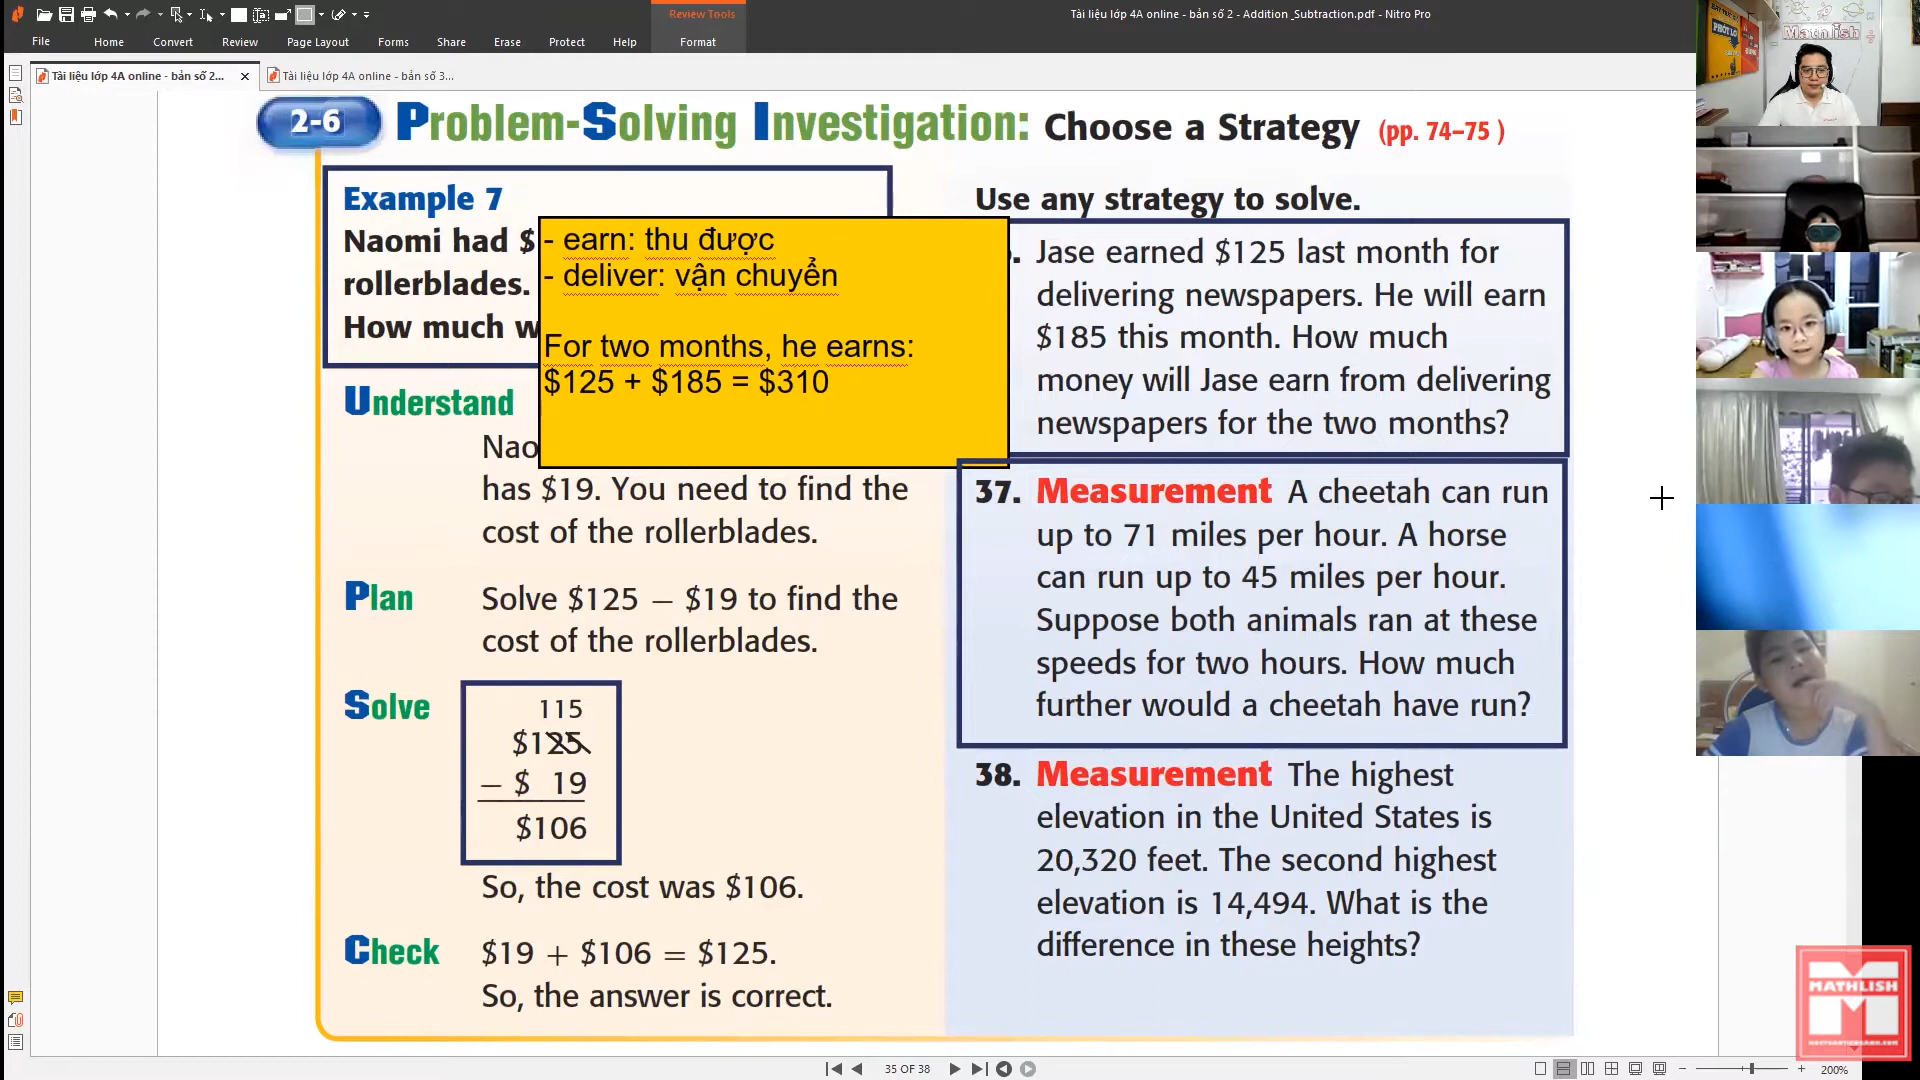 Review Tools
Tài liệu lớp 4A online - bản số 2 - Addition _Subtraction.pdf - Nitro Pro
File Home Convert Review Page Layout Forms Share Erase Protect Help Format
Tài liệu lớp 4A online - bản số 2... Tài liệu lớp 4A online - bản số 3...
2-6 Problem-Solving Investigation: Choose a Strategy (pp. 74–75 )
Example 7
Naomi had $
rollerblades.
How much w
- earn: thu được
- deliver: vận chuyển
For two months, he earns:
$125 + $185 = $310
Understand
Nao
has $19. You need to find the
cost of the rollerblades.
Plan Solve $125 − $19 to find the
cost of the rollerblades.
Solve
115
$125
− $ 19
$106
So, the cost was $106.
Check $19 + $106 = $125.
So, the answer is correct.
Use any strategy to solve.
. Jase earned $125 last month for
delivering newspapers. He will earn
$185 this month. How much
money will Jase earn from delivering
newspapers for the two months?
37. Measurement A cheetah can run
up to 71 miles per hour. A horse
can run up to 45 miles per hour.
Suppose both animals ran at these
speeds for two hours. How much
further would a cheetah have run?
38. Measurement The highest
elevation in the United States is
20,320 feet. The second highest
elevation is 14,494. What is the
difference in these heights?
Mathlish
MATHLISH
35 OF 38
200%